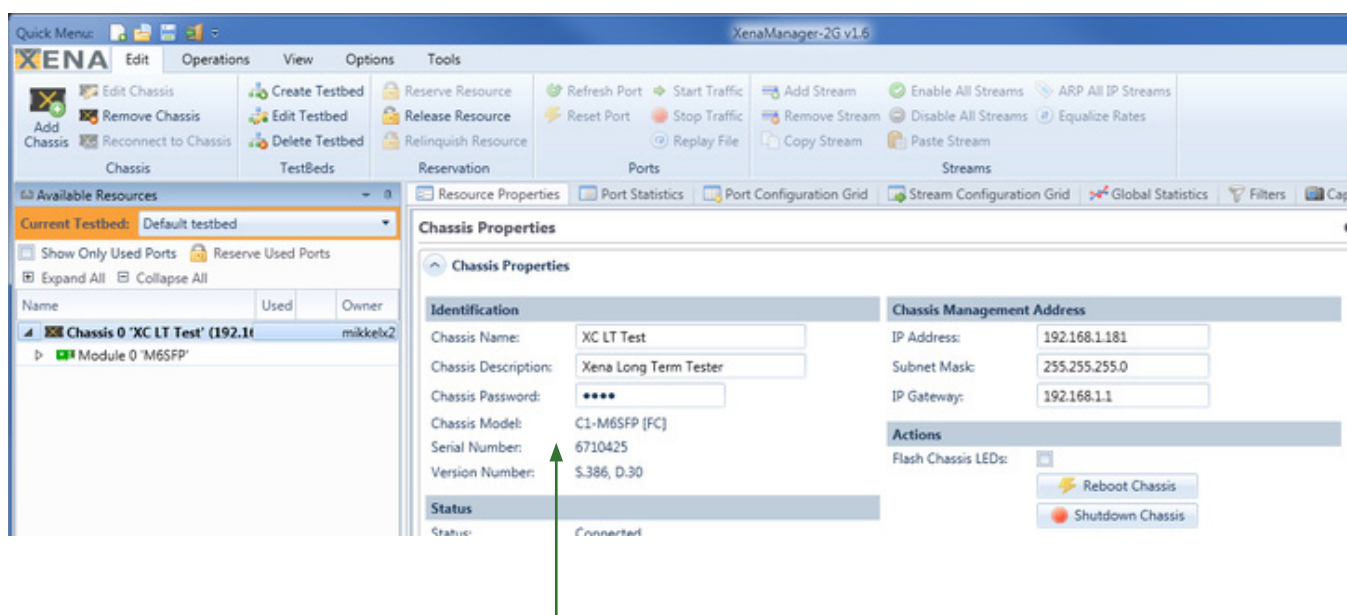 Quick Menu: XenaManager-2G v1.6
XENA Edit Operations View Options Tools
Edit Chassis Create Testbed Reserve Resource Refresh Port Start Traffic Add Stream Enable All Streams ARP All IP Streams
Add Chassis Remove Chassis Edit Testbed Release Resource Reset Port Stop Traffic Remove Stream Disable All Streams Equalize Rates
Reconnect to Chassis Delete Testbed Relinquish Resource Replay File Copy Stream Paste Stream
Chassis TestBeds Reservation Ports Streams
Available Resources Resource Properties Port Statistics Port Configuration Grid Stream Configuration Grid Global Statistics Filters Cap
Current Testbed: Default testbed
Chassis Properties
Show Only Used Ports Reserve Used Ports
Chassis Properties
Expand All Collapse All
Name Used Owner
Identification Chassis Management Address
Chassis 0 'XC LT Test' (192.16 mikkelx2
Chassis Name: XC LT Test IP Address: 192.168.1.181
Module 0 'M6SFP'
Chassis Description: Xena Long Term Tester Subnet Mask: 255.255.255.0
Chassis Password: •••• IP Gateway: 192.168.1.1
Chassis Model: C1-M6SFP [FC]
Actions
Serial Number: 6710425
Flash Chassis LEDs:
Version Number: S.386, D.30
Reboot Chassis
Status
Shutdown Chassis
Status: Connected